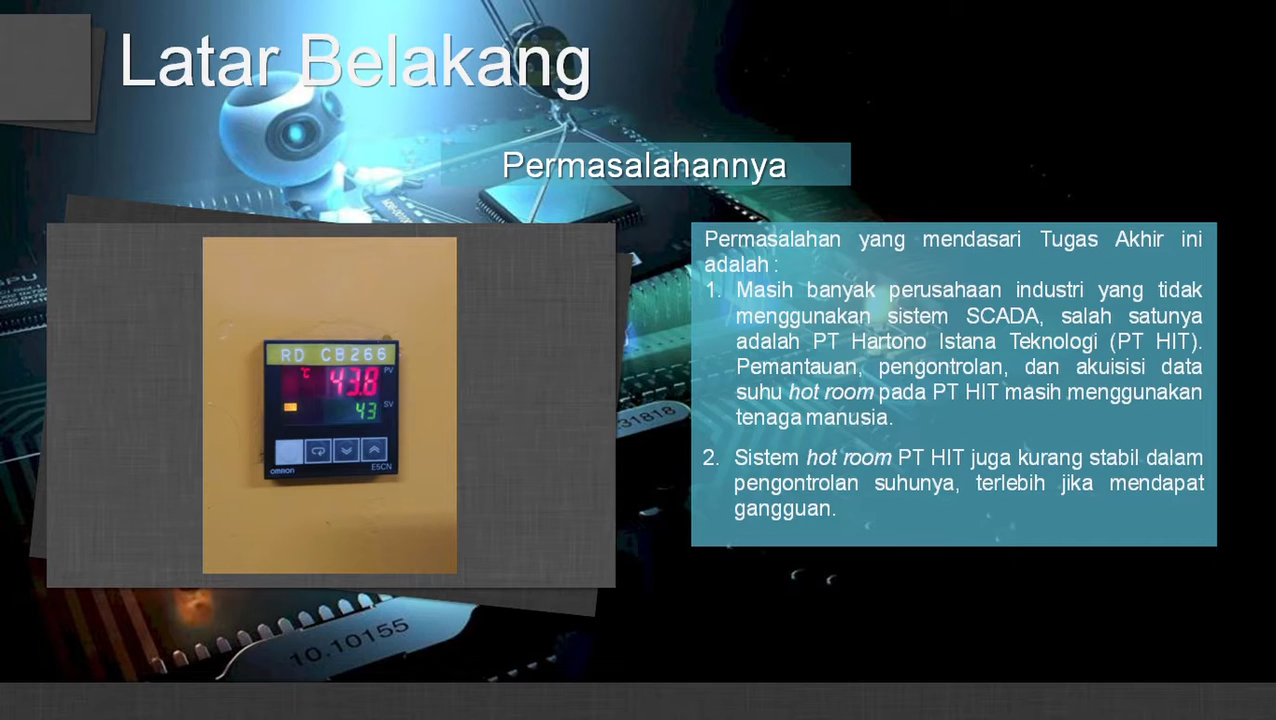 Latar Belakang
Permasalahannya
RD CB266
°C 43.8 PV
43 SV
omron E5CN
Permasalahan yang mendasari Tugas Akhir ini
adalah :
1. Masih banyak perusahaan industri yang tidak
menggunakan sistem SCADA, salah satunya
adalah PT Hartono Istana Teknologi (PT HIT).
Pemantauan, pengontrolan, dan akuisisi data
suhu hot room pada PT HIT masih menggunakan
tenaga manusia.
2. Sistem hot room PT HIT juga kurang stabil dalam
pengontrolan suhunya, terlebih jika mendapat
gangguan.
31818
10.10155